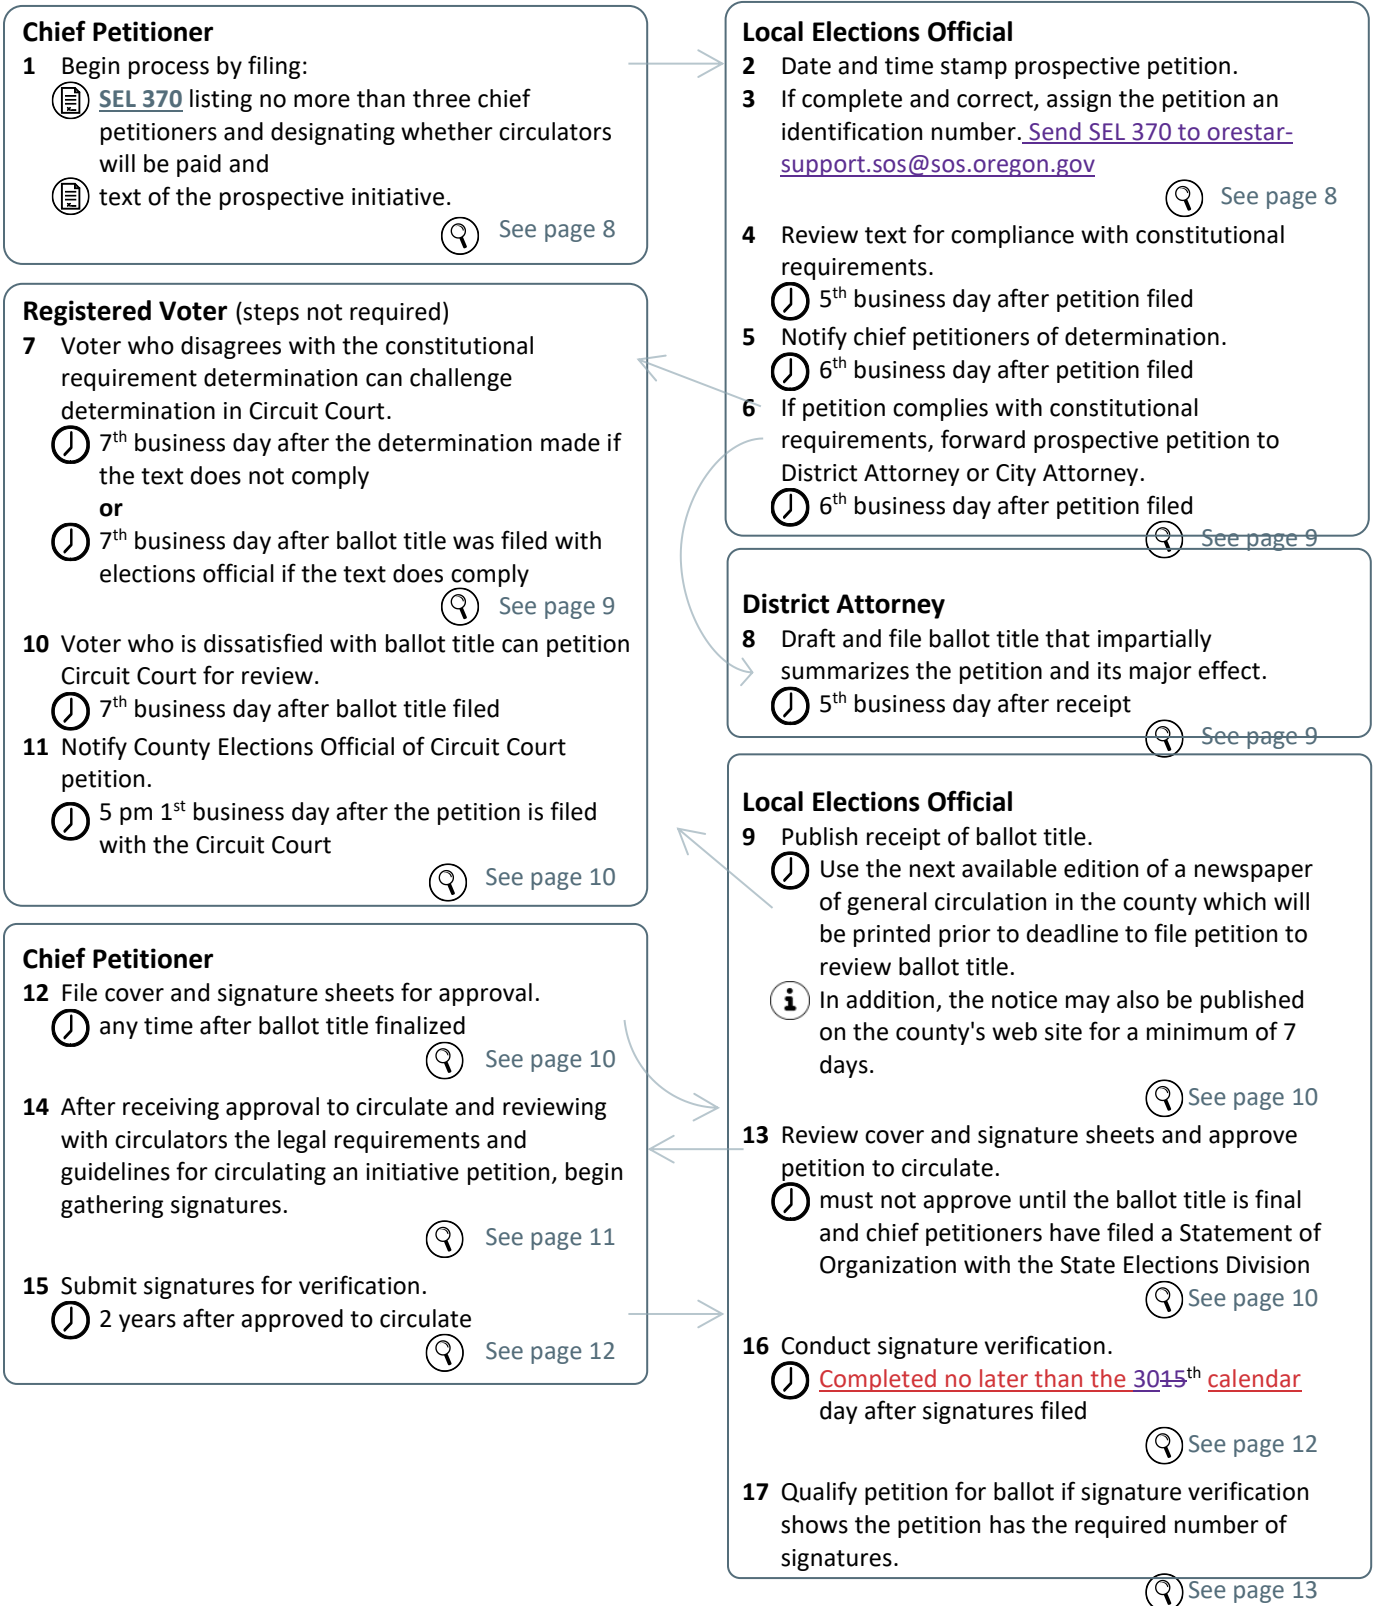 Chief Petitioner
1 Begin process by filing:
SEL 370 listing no more than three chief
petitioners and designating whether circulators
will be paid and
text of the prospective initiative.
See page 8
Local Elections Official
2 Date and time stamp prospective petition.
3 If complete and correct, assign the petition an
identification number. Send SEL 370 to orestar-
support.sos@sos.oregon.gov
See page 8
4 Review text for compliance with constitutional
requirements.
5th business day after petition filed
5 Notify chief petitioners of determination.
6th business day after petition filed
6 If petition complies with constitutional
requirements, forward prospective petition to
District Attorney or City Attorney.
6th business day after petition filed
See page 9
Registered Voter (steps not required)
7 Voter who disagrees with the constitutional
requirement determination can challenge
determination in Circuit Court.
7th business day after the determination made if
the text does not comply
or
7th business day after ballot title was filed with
elections official if the text does comply
See page 9
10 Voter who is dissatisfied with ballot title can petition
Circuit Court for review.
7th business day after ballot title filed
11 Notify County Elections Official of Circuit Court
petition.
5 pm 1st business day after the petition is filed
with the Circuit Court
See page 10
District Attorney
8 Draft and file ballot title that impartially
summarizes the petition and its major effect.
5th business day after receipt
See page 9
Local Elections Official
9 Publish receipt of ballot title.
Use the next available edition of a newspaper
of general circulation in the county which will
be printed prior to deadline to file petition to
review ballot title.
In addition, the notice may also be published
on the county's web site for a minimum of 7
days.
See page 10
13 Review cover and signature sheets and approve
petition to circulate.
must not approve until the ballot title is final
and chief petitioners have filed a Statement of
Organization with the State Elections Division
See page 10
16 Conduct signature verification.
Completed no later than the 3015th calendar
day after signatures filed
See page 12
17 Qualify petition for ballot if signature verification
shows the petition has the required number of
signatures.
See page 13
Chief Petitioner
12 File cover and signature sheets for approval.
any time after ballot title finalized
See page 10
14 After receiving approval to circulate and reviewing
with circulators the legal requirements and
guidelines for circulating an initiative petition, begin
gathering signatures.
See page 11
15 Submit signatures for verification.
2 years after approved to circulate
See page 12